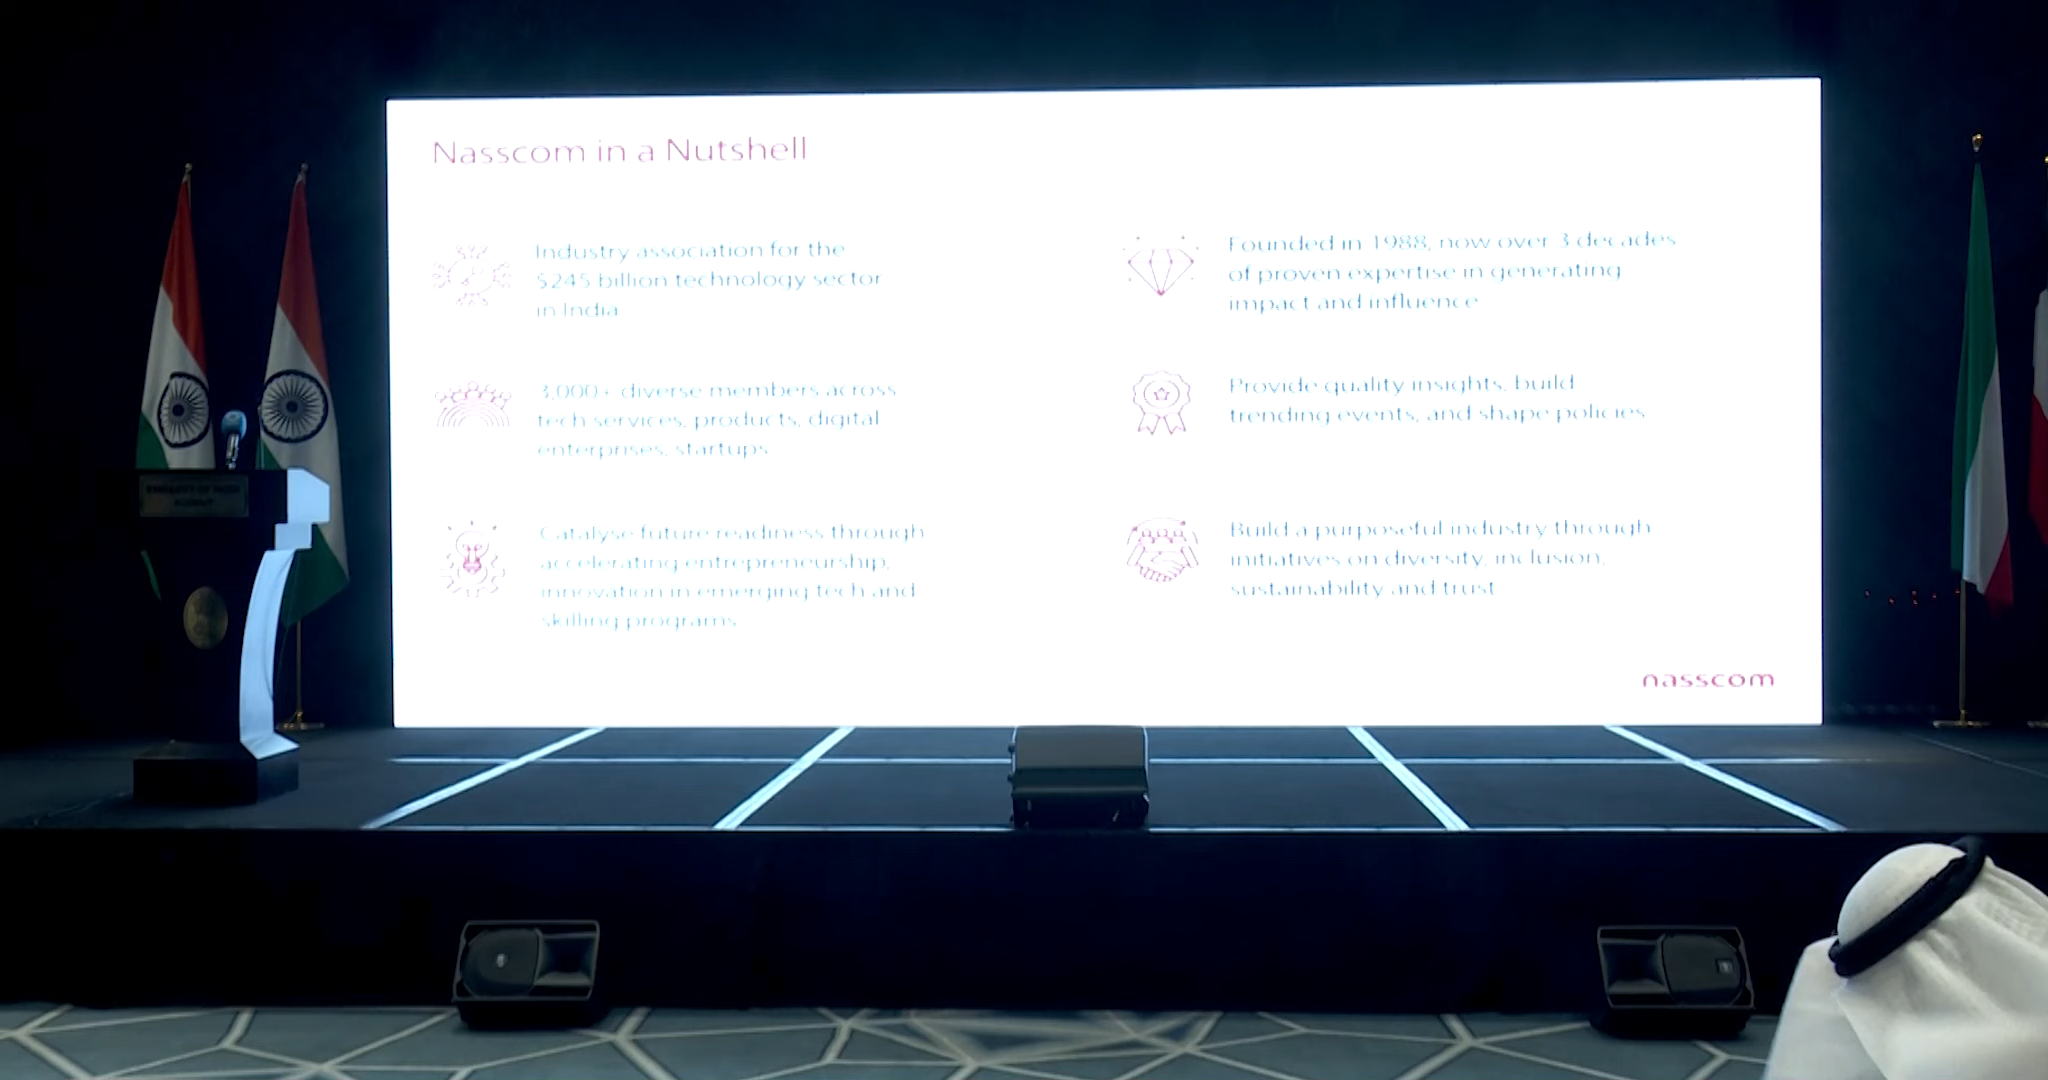 Nasscom in a Nutshell
Industry association for the
$245 billion technology sector
in India
3,000+ diverse members across
tech services, products, digital
enterprises, startups
Catalyse future readiness through
accelerating entrepreneurship,
innovation in emerging tech and
skilling programs
Founded in 1988, now over 3 decades
of proven expertise in generating
impact and influence
Provide quality insights, build
trending events, and shape policies
Build a purposeful industry through
initiatives on diversity, inclusion,
sustainability and trust
nasscom
EMBASSY OF INDIA